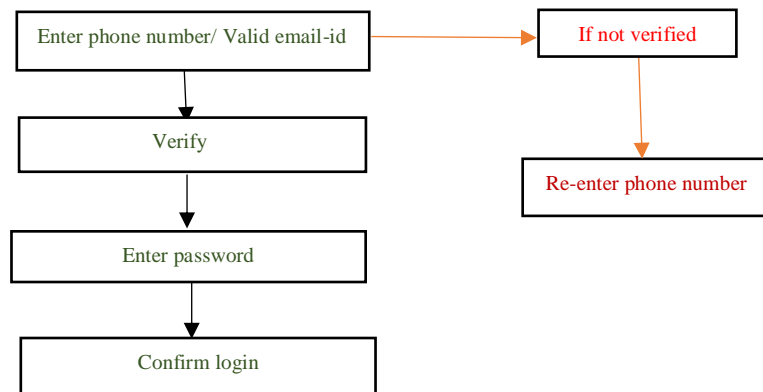 Enter phone number/ Valid email-id
If not verified
Verify
Re-enter phone number
Enter password
Confirm login